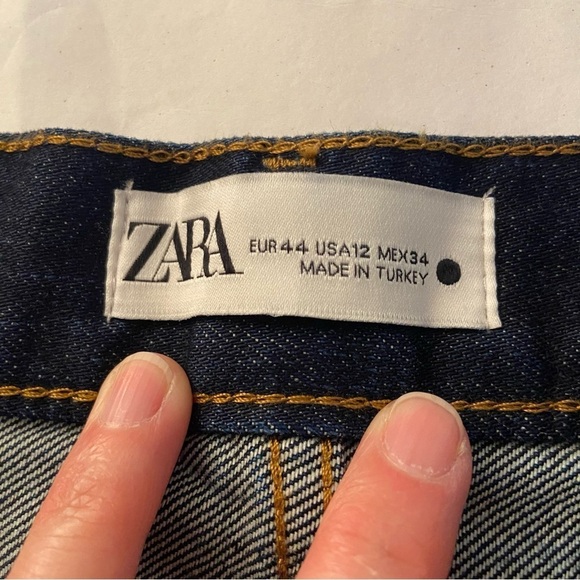 ZARA
EUR 44 USA 12 MEX 34
MADE IN TURKEY